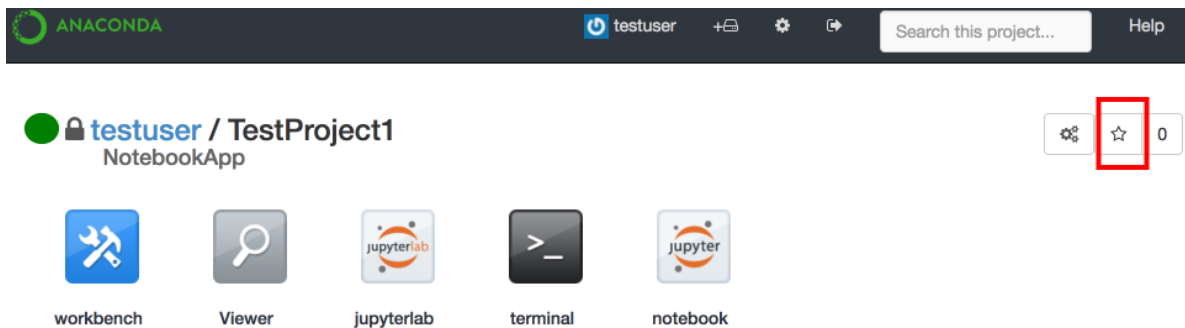 ANACONDA testuser Search this project... Help
testuser / TestProject1 0
NotebookApp
jupyterlab >_ jupyter
workbench Viewer jupyterlab terminal notebook